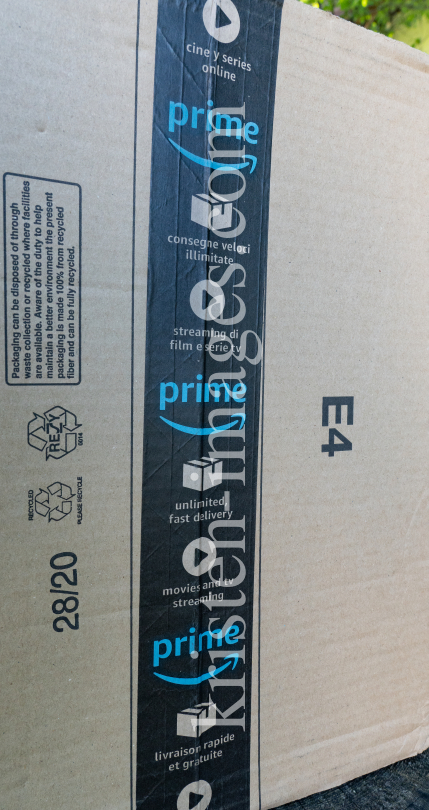 cine y series
online
prime
consegne veloci
illimitate
streaming di
film e serie tv
prime
unlimited,
fast delivery
movies and tv
streaming
prime
livraison rapide
et gratuite
Packaging can be disposed of through
waste collection or recycled where facilities
are available. Aware of the duty to help
maintain a better environment the present
packaging is made 100% from recycled
fiber and can be fully recycled.
REZY
6014
RECYCLED
PLEASE RECYCLE
28/20
E4
kristen-images.com